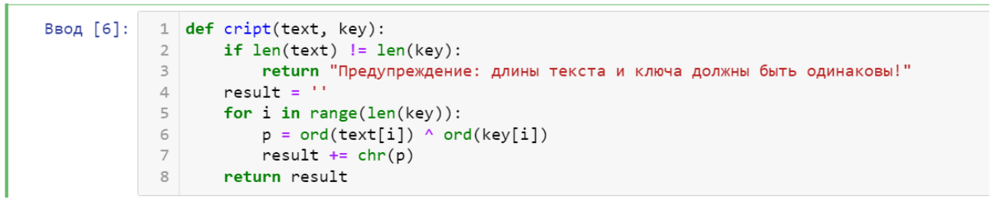 Ввод [6]:
1 def cript(text, key):
2     if len(text) != len(key):
3         return "Предупреждение: длины текста и ключа должны быть одинаковы!"
4     result = ''
5     for i in range(len(key)):
6         p = ord(text[i]) ^ ord(key[i])
7         result += chr(p)
8     return result